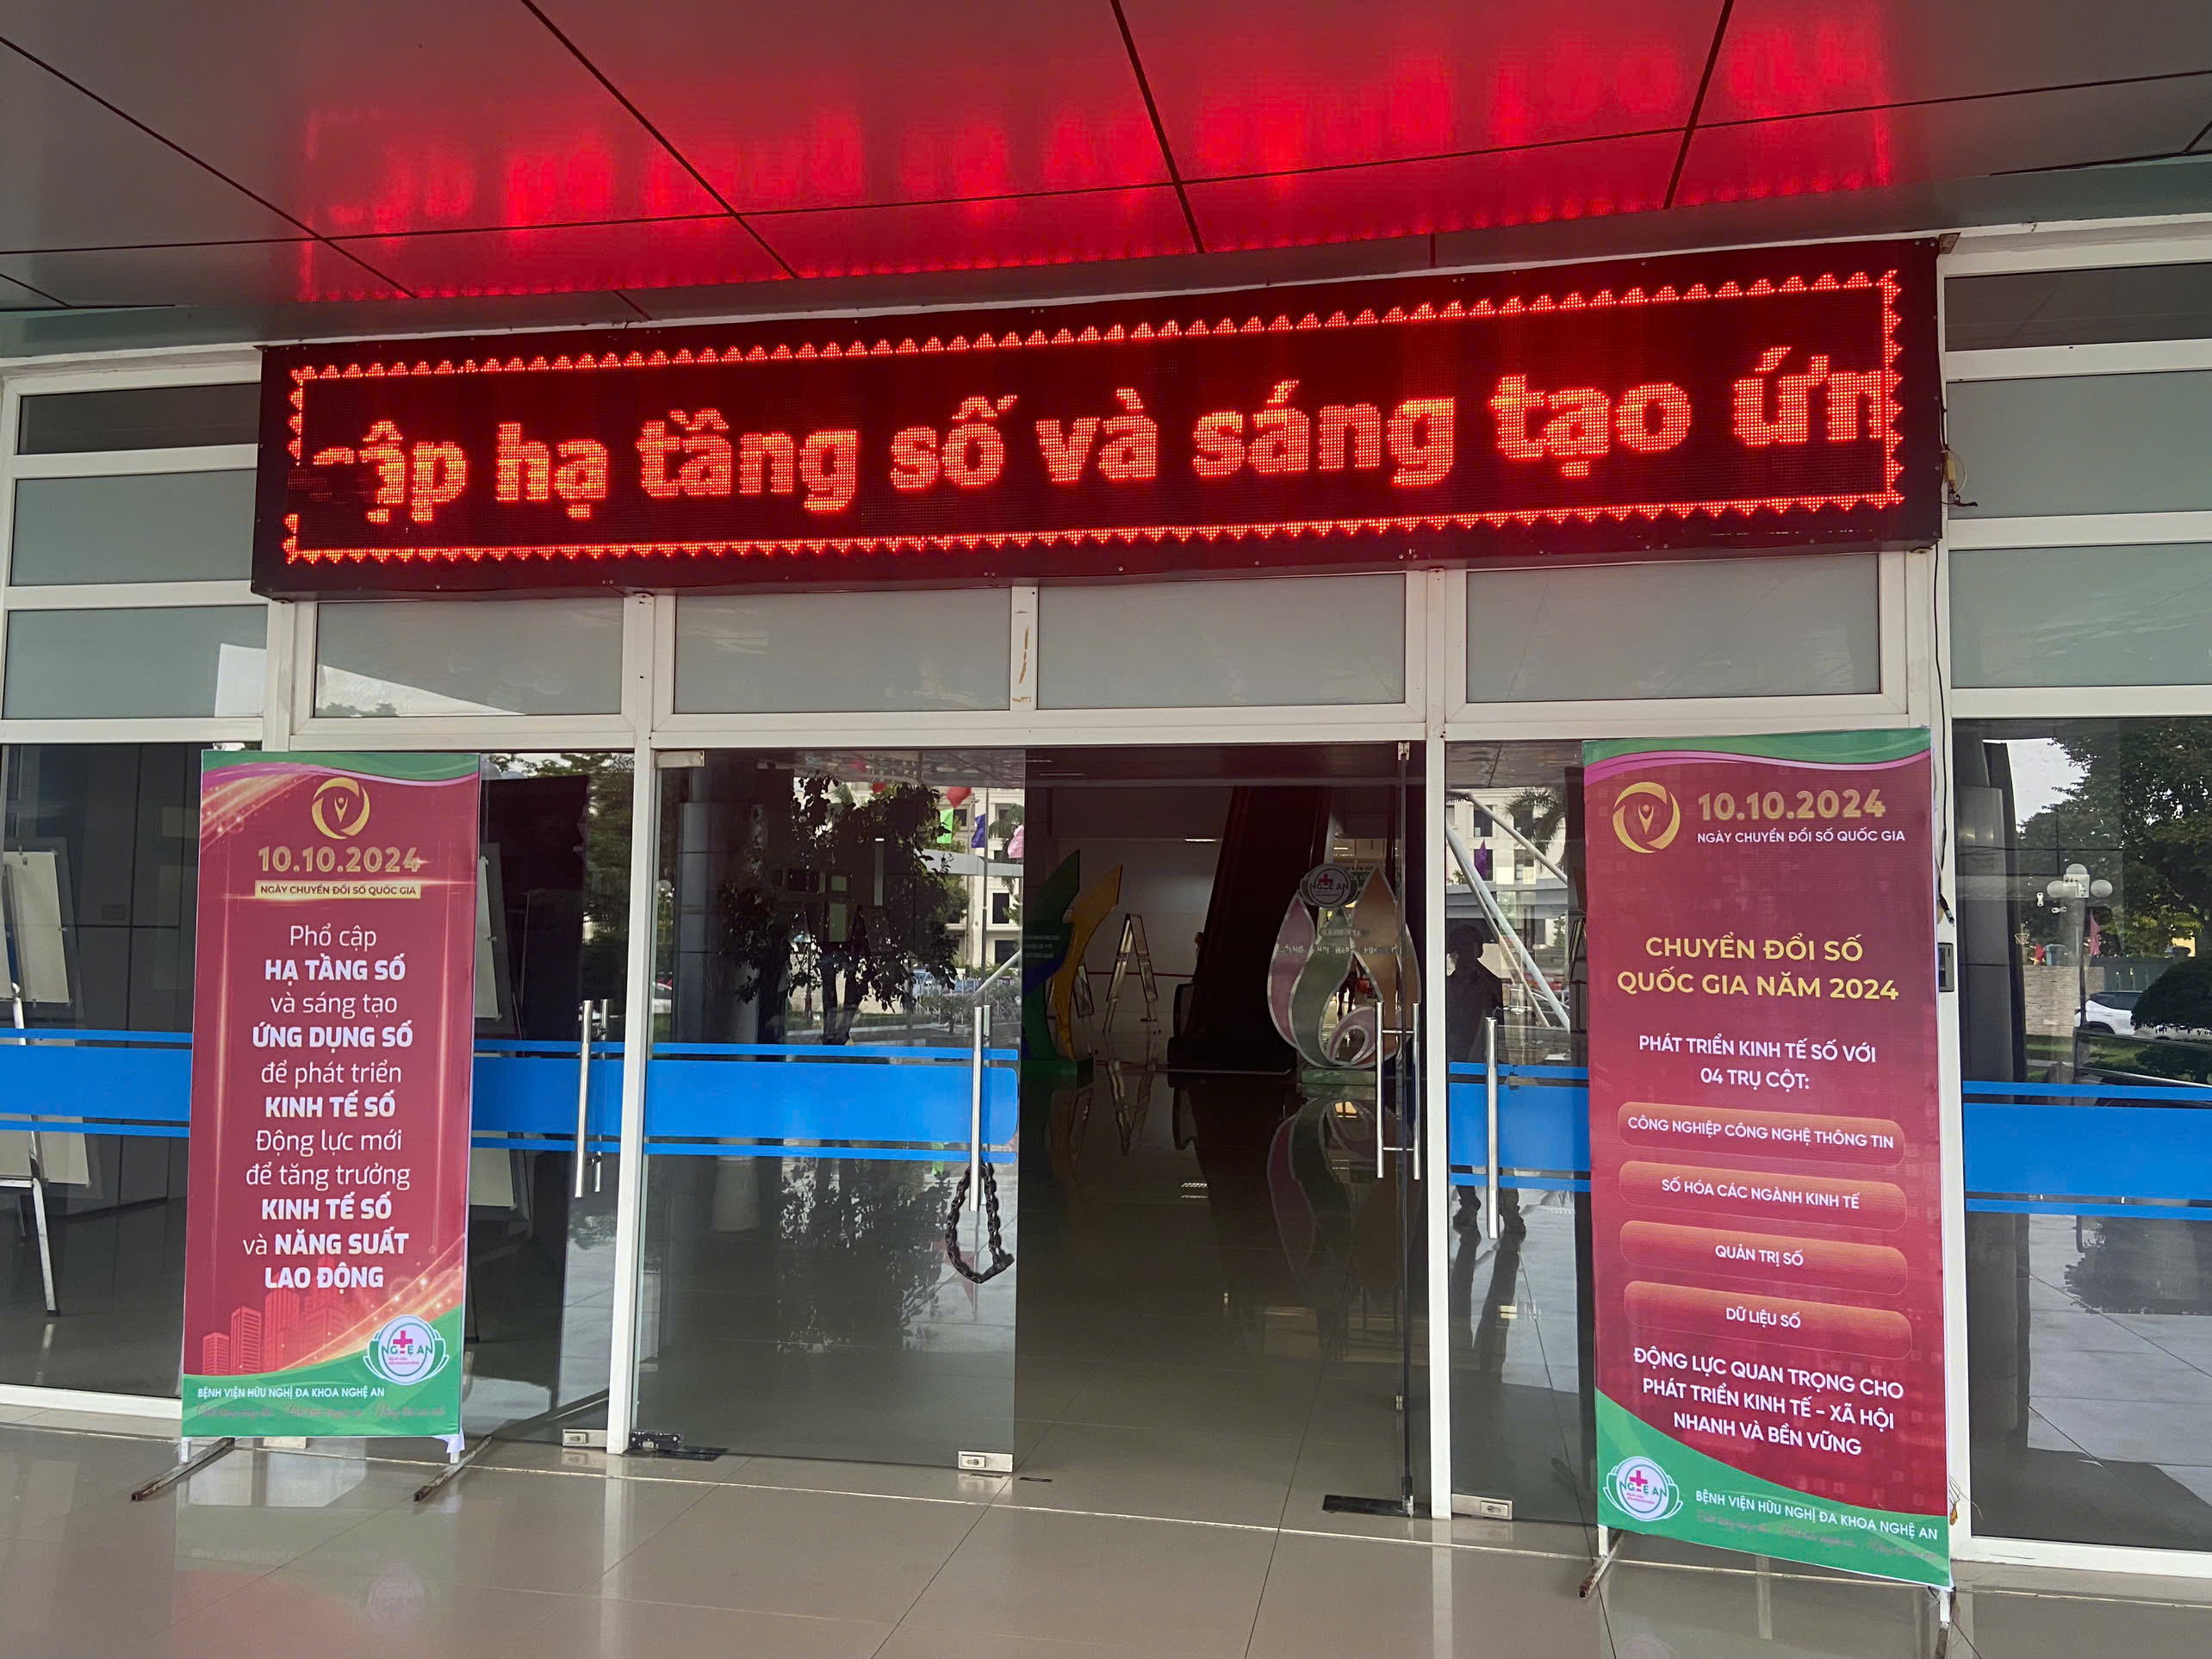 ập hạ tầng số và sáng tạo ứn
10.10.2024
NGÀY CHUYỂN ĐỔI SỐ QUỐC GIA
Phổ cập
HẠ TẦNG SỐ
và sáng tạo
ỨNG DỤNG SỐ
để phát triển
KINH TẾ SỐ
Động lực mới
để tăng trưởng
KINH TẾ SỐ
và NĂNG SUẤT
LAO ĐỘNG
NGHỆ AN
BỆNH VIỆN HỮU NGHỊ ĐA KHOA NGHỆ AN
NGHỆ AN
10.10.2024
NGÀY CHUYỂN ĐỔI SỐ QUỐC GIA
CHUYỂN ĐỔI SỐ
QUỐC GIA NĂM 2024
PHÁT TRIỂN KINH TẾ SỐ VỚI
04 TRỤ CỘT:
CÔNG NGHIỆP CÔNG NGHỆ THÔNG TIN
SỐ HÓA CÁC NGÀNH KINH TẾ
QUẢN TRỊ SỐ
DỮ LIỆU SỐ
ĐỘNG LỰC QUAN TRỌNG CHO
PHÁT TRIỂN KINH TẾ - XÃ HỘI
NHANH VÀ BỀN VỮNG
NGHỆ AN
BỆNH VIỆN HỮU NGHỊ ĐA KHOA NGHỆ AN